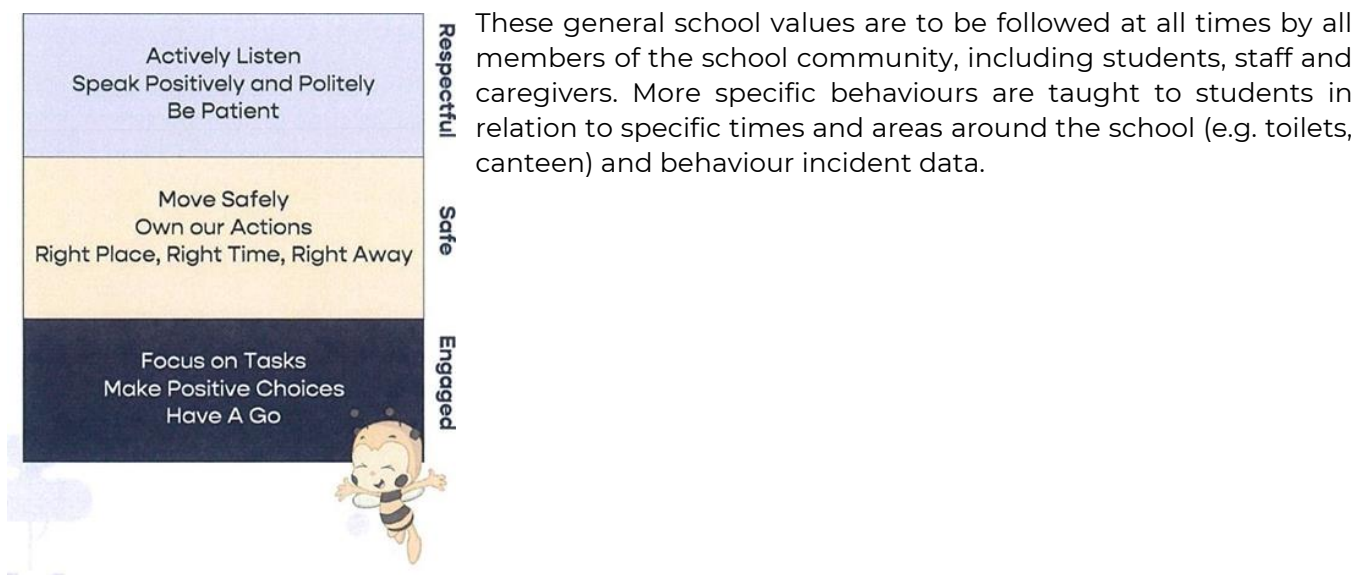 Actively Listen
Speak Positively and Politely
Be Patient
Respectful
Move Safely
Own our Actions
Right Place, Right Time, Right Away
Safe
Focus on Tasks
Make Positive Choices
Have A Go
Engaged
These general school values are to be followed at all times by all
members of the school community, including students, staff and
caregivers. More specific behaviours are taught to students in
relation to specific times and areas around the school (e.g. toilets,
canteen) and behaviour incident data.